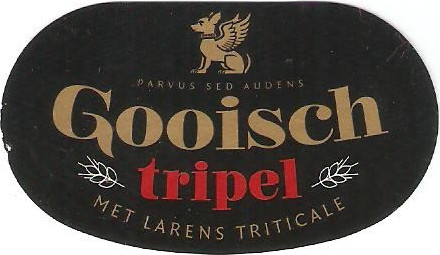 PARVUS SED AUDENS
Gooisch
tripel
MET LARENS TRITICALE